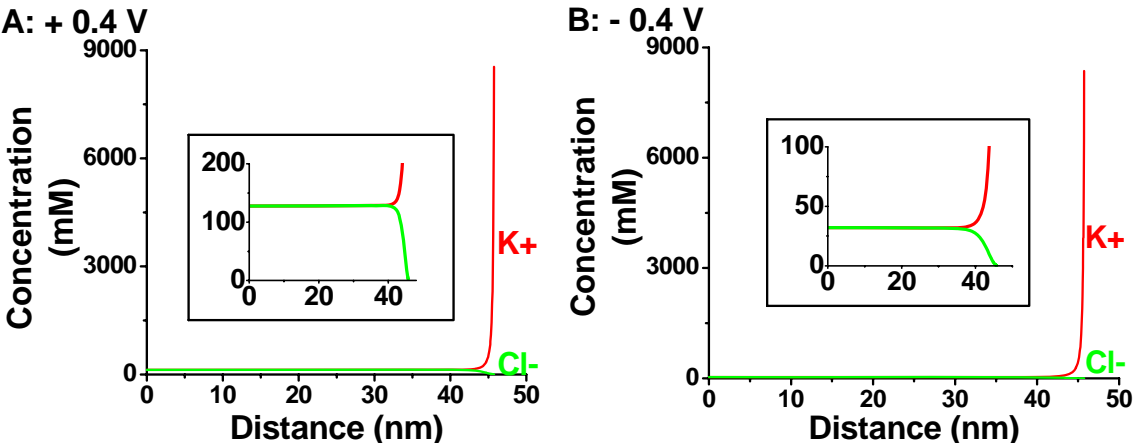 A: + 0.4 V
9000
6000
3000
0
Concentration
(mM)
200
100
0
0 20 40
K+
Cl-
0 10 20 30 40 50
Distance (nm)
B: - 0.4 V
9000
6000
3000
0
Concentration
(mM)
100
50
0
0 20 40
K+
Cl-
0 10 20 30 40 50
Distance (nm)